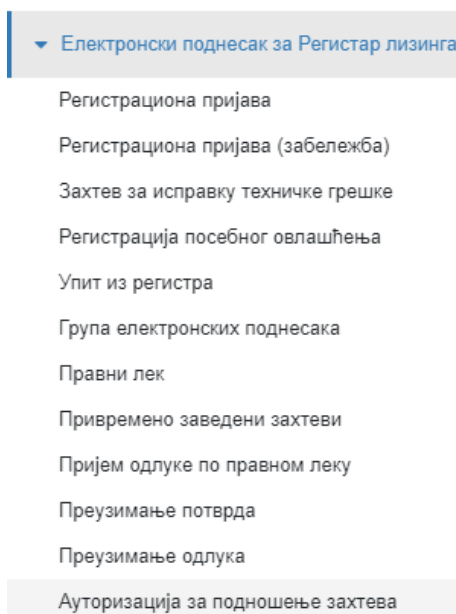 Електронски поднесак за Регистар лизинга
Регистрациона пријава
Регистрациона пријава (забележба)
Захтев за исправку техничке грешке
Регистрација посебног овлашћења
Упит из регистра
Група електронских поднесака
Правни лек
Привремено заведени захтеви
Пријем одлуке по правном леку
Преузимање потврда
Преузимање одлука
Ауторизација за подношење захтева